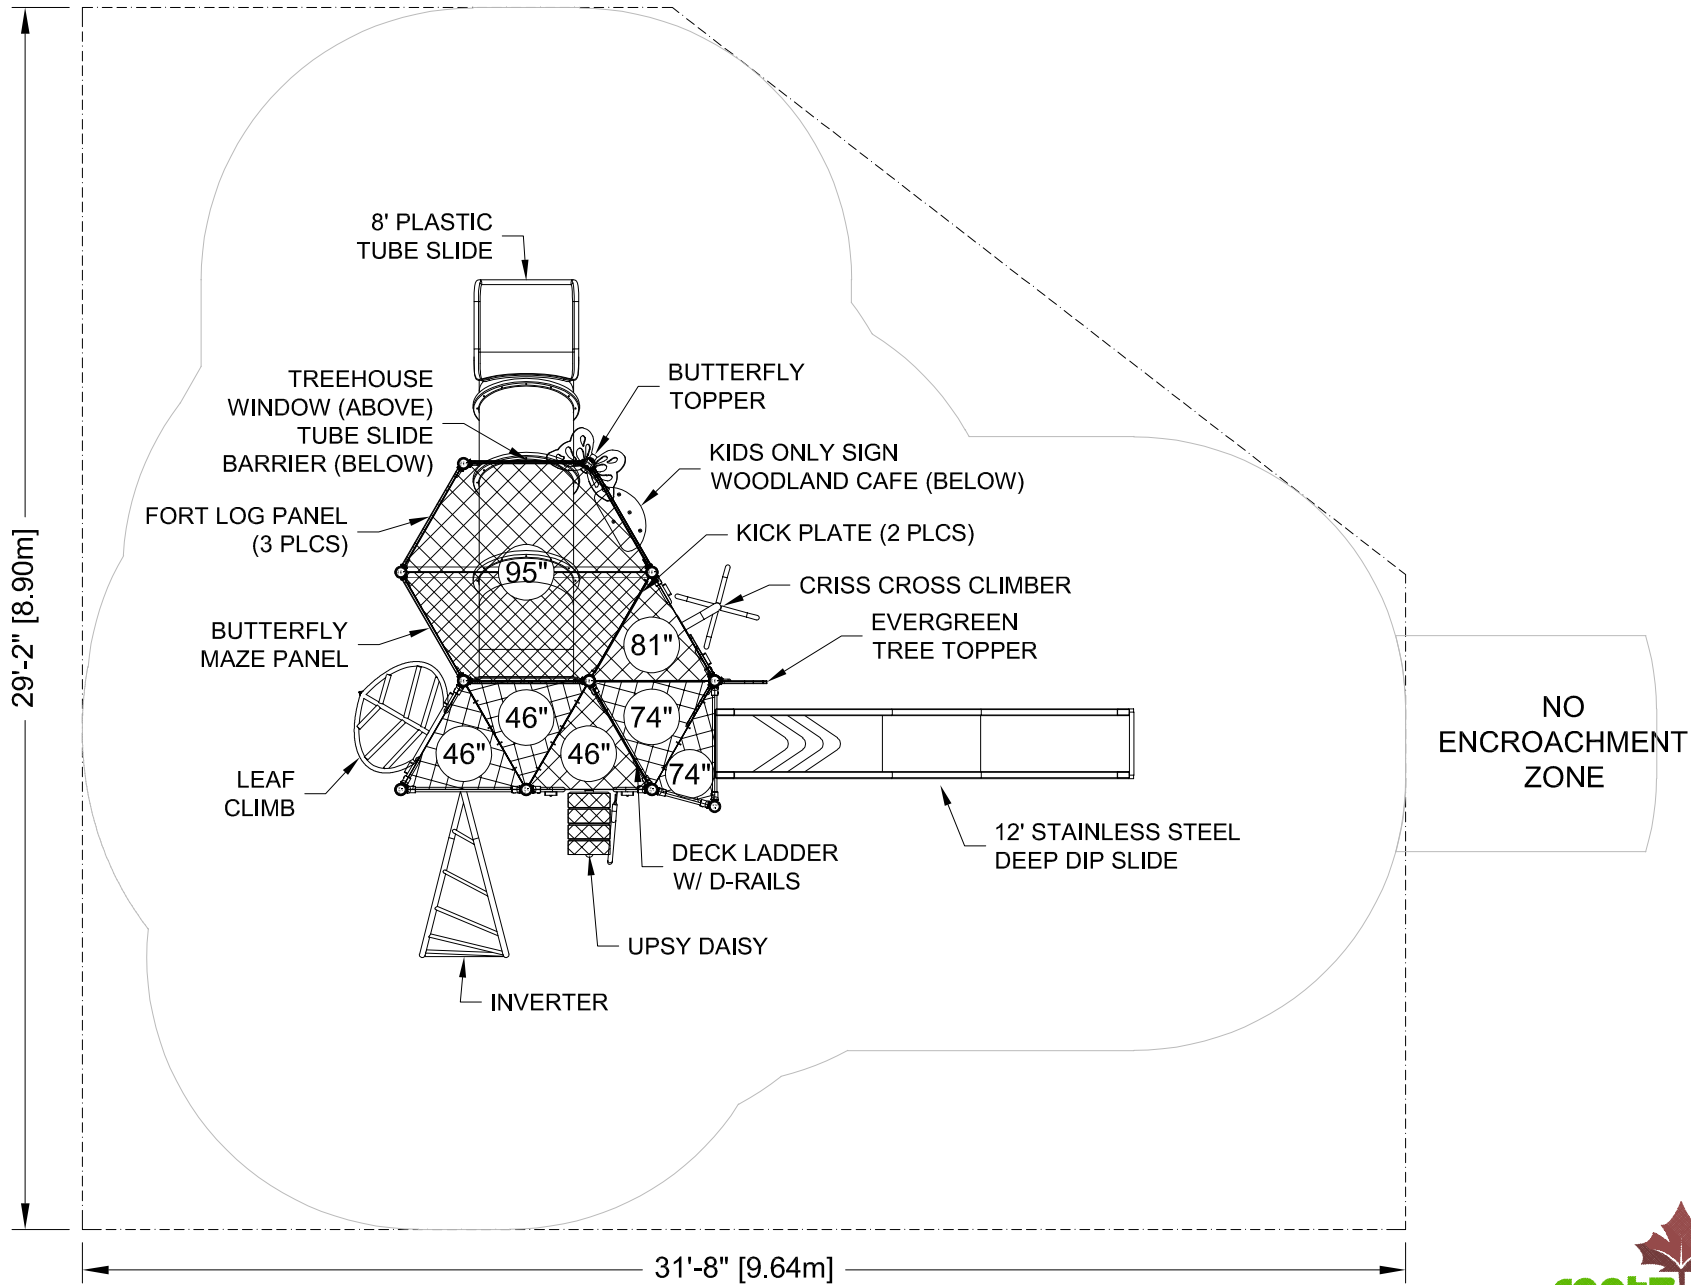 8' PLASTIC
TUBE SLIDE
TREEHOUSE
WINDOW (ABOVE)
TUBE SLIDE
BARRIER (BELOW)
BUTTERFLY
TOPPER
KIDS ONLY SIGN
WOODLAND CAFE (BELOW)
FORT LOG PANEL
(3 PLCS)
KICK PLATE (2 PLCS)
95"
CRISS CROSS CLIMBER
BUTTERFLY
MAZE PANEL
81"
EVERGREEN
TREE TOPPER
29'-2" [8.90m]
46"
46"
46"
74"
74"
NO
ENCROACHMENT
ZONE
LEAF
CLIMB
12' STAINLESS STEEL
DEEP DIP SLIDE
DECK LADDER
W/ D-RAILS
UPSY DAISY
INVERTER
31'-8" [9.64m]